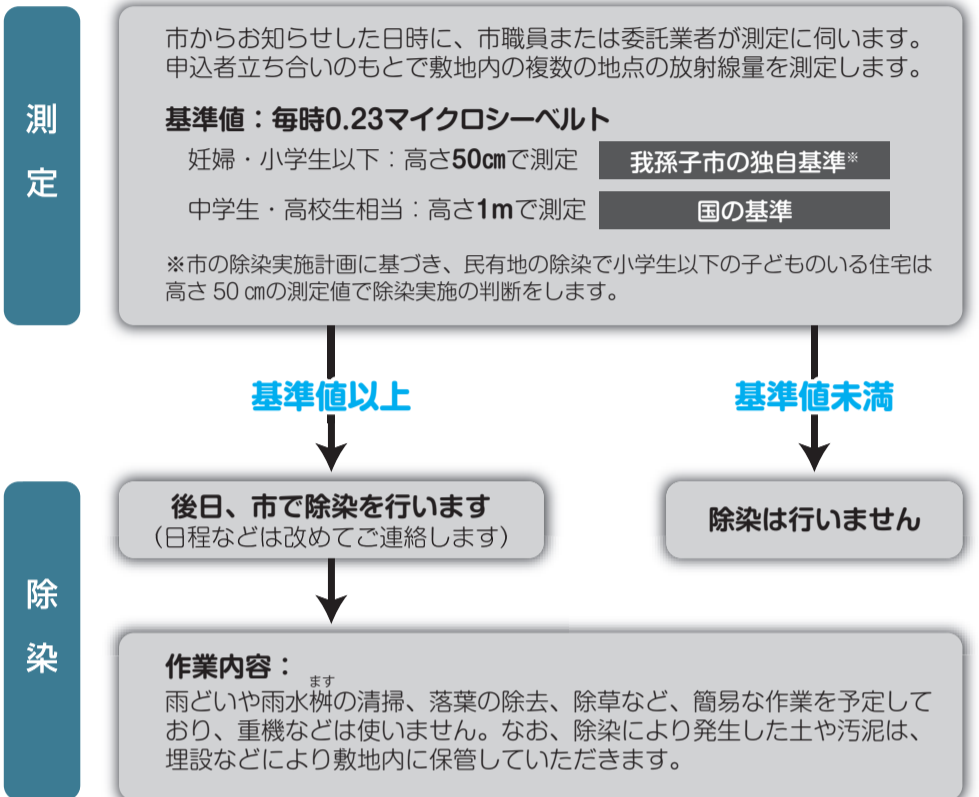 測定
市からお知らせした日時に、市職員または委託業者が測定に伺います。
申込者立ち合いのもとで敷地内の複数の地点の放射線量を測定します。
基準値：毎時0.23マイクロシーベルト
妊婦・小学生以下：高さ50㎝で測定 我孫子市の独自基準※
中学生・高校生相当：高さ1mで測定 国の基準
※市の除染実施計画に基づき、民有地の除染で小学生以下の子どものいる住宅は
高さ 50 ㎝の測定値で除染実施の判断をします。
基準値以上
基準値未満
除染
後日、市で除染を行います
（日程などは改めてご連絡します）
除染は行いません
作業内容：
ます
雨どいや雨水桝の清掃、落葉の除去、除草など、簡易な作業を予定して
おり、重機などは使いません。なお、除染により発生した土や汚泥は、
埋設などにより敷地内に保管していただきます。